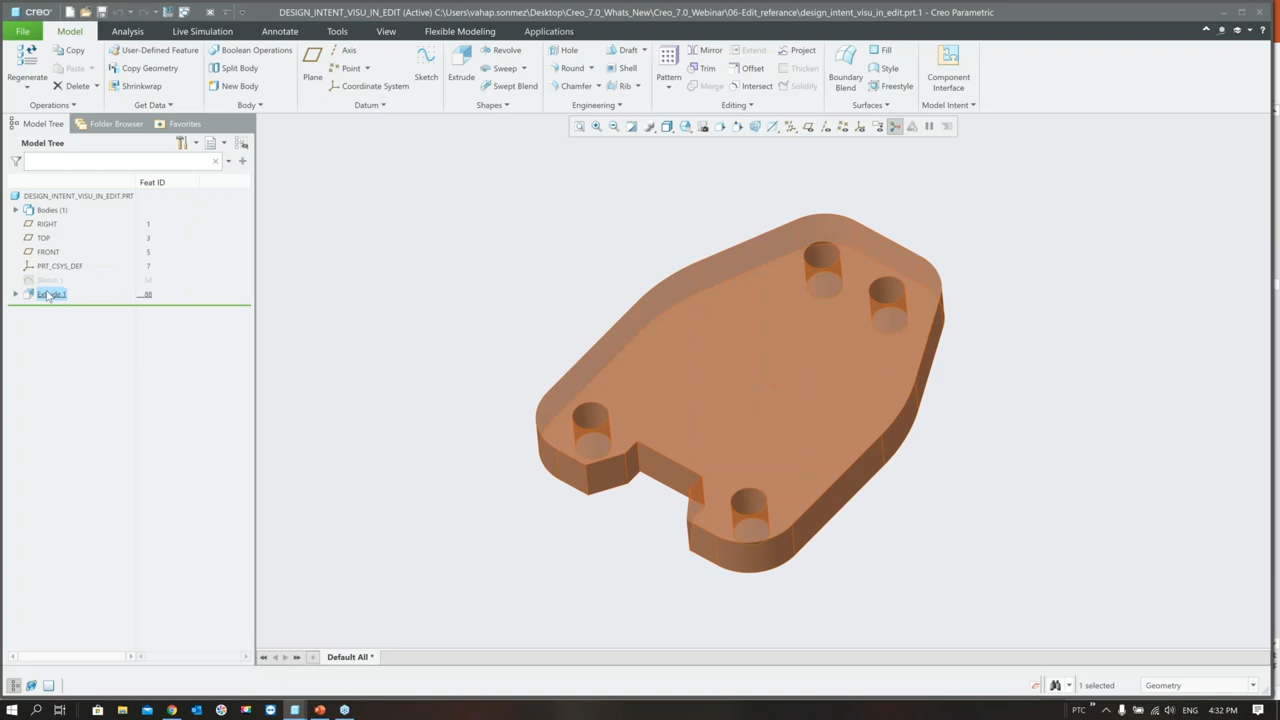 creo
DESIGN_INTENT_VISU_IN_EDIT (Active) C:\Users\vahap.sonmez\Desktop\Creo_7.0_Whats_New\Creo_7.0_Webinar\06-Edit_referance\design_intent_visu_in_edit.prt.1 - Creo Parametric
File Model Analysis Live Simulation Annotate Tools View Flexible Modeling Applications
Copy User-Defined Feature Boolean Operations Axis Revolve Hole Draft Mirror Extend Project Fill
Paste Copy Geometry Split Body Point Sweep Round Shell Trim Offset Thicken Style
Regenerate Plane Sketch Extrude Pattern Boundary Blend Component Interface
Delete Shrinkwrap New Body Coordinate System Swept Blend Chamfer Rib Merge Intersect Solidify Freestyle
Operations Get Data Body Datum Shapes Engineering Editing Surfaces Model Intent
Model Tree Folder Browser Favorites
Model Tree
Feat ID
DESIGN_INTENT_VISU_IN_EDIT.PRT
Bodies (1)
RIGHT 1
TOP 3
FRONT 5
PRT_CSYS_DEF 7
Sketch 1
Extrude 1 88
Default All *
1 selected Geometry
PTC ENG 4:32 PM